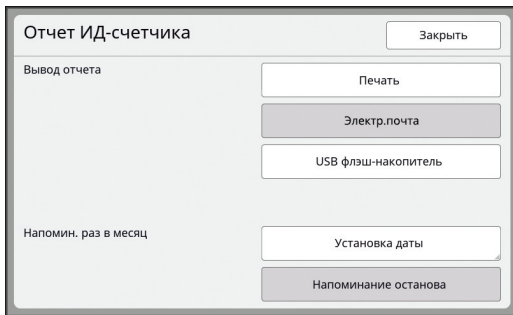 Отчет ИД-счетчика
Закрыть
Вывод отчета
Печать
Электр.почта
USB флэш-накопитель
Напомин. раз в месяц
Установка даты
Напоминание останова